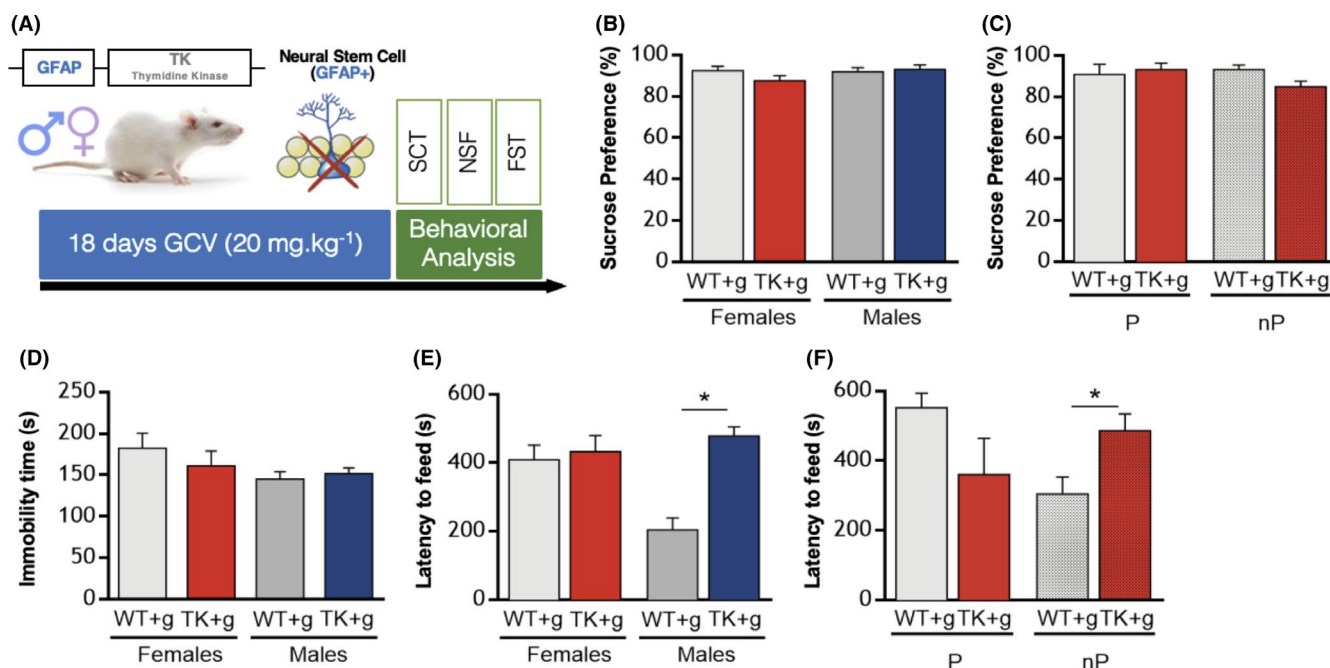 (A)
GFAP
TK
Thymidine Kinase
Neural Stem Cell
(GFAP+)
SCT
NSF
FST
18 days GCV (20 mg.kg⁻¹)
Behavioral
Analysis
(B)
Sucrose Preference (%)
100
80
60
40
20
0
WT+g TK+g WT+g TK+g
Females Males
(C)
Sucrose Preference (%)
100
80
60
40
20
0
WT+g TK+g WT+g TK+g
P nP
(D)
Immobility time (s)
250
200
150
100
50
0
WT+g TK+g WT+g TK+g
Females Males
(E)
Latency to feed (s)
600
400
200
0
*
WT+g TK+g WT+g TK+g
Females Males
(F)
Latency to feed (s)
600
400
200
0
*
WT+g TK+g WT+g TK+g
P nP